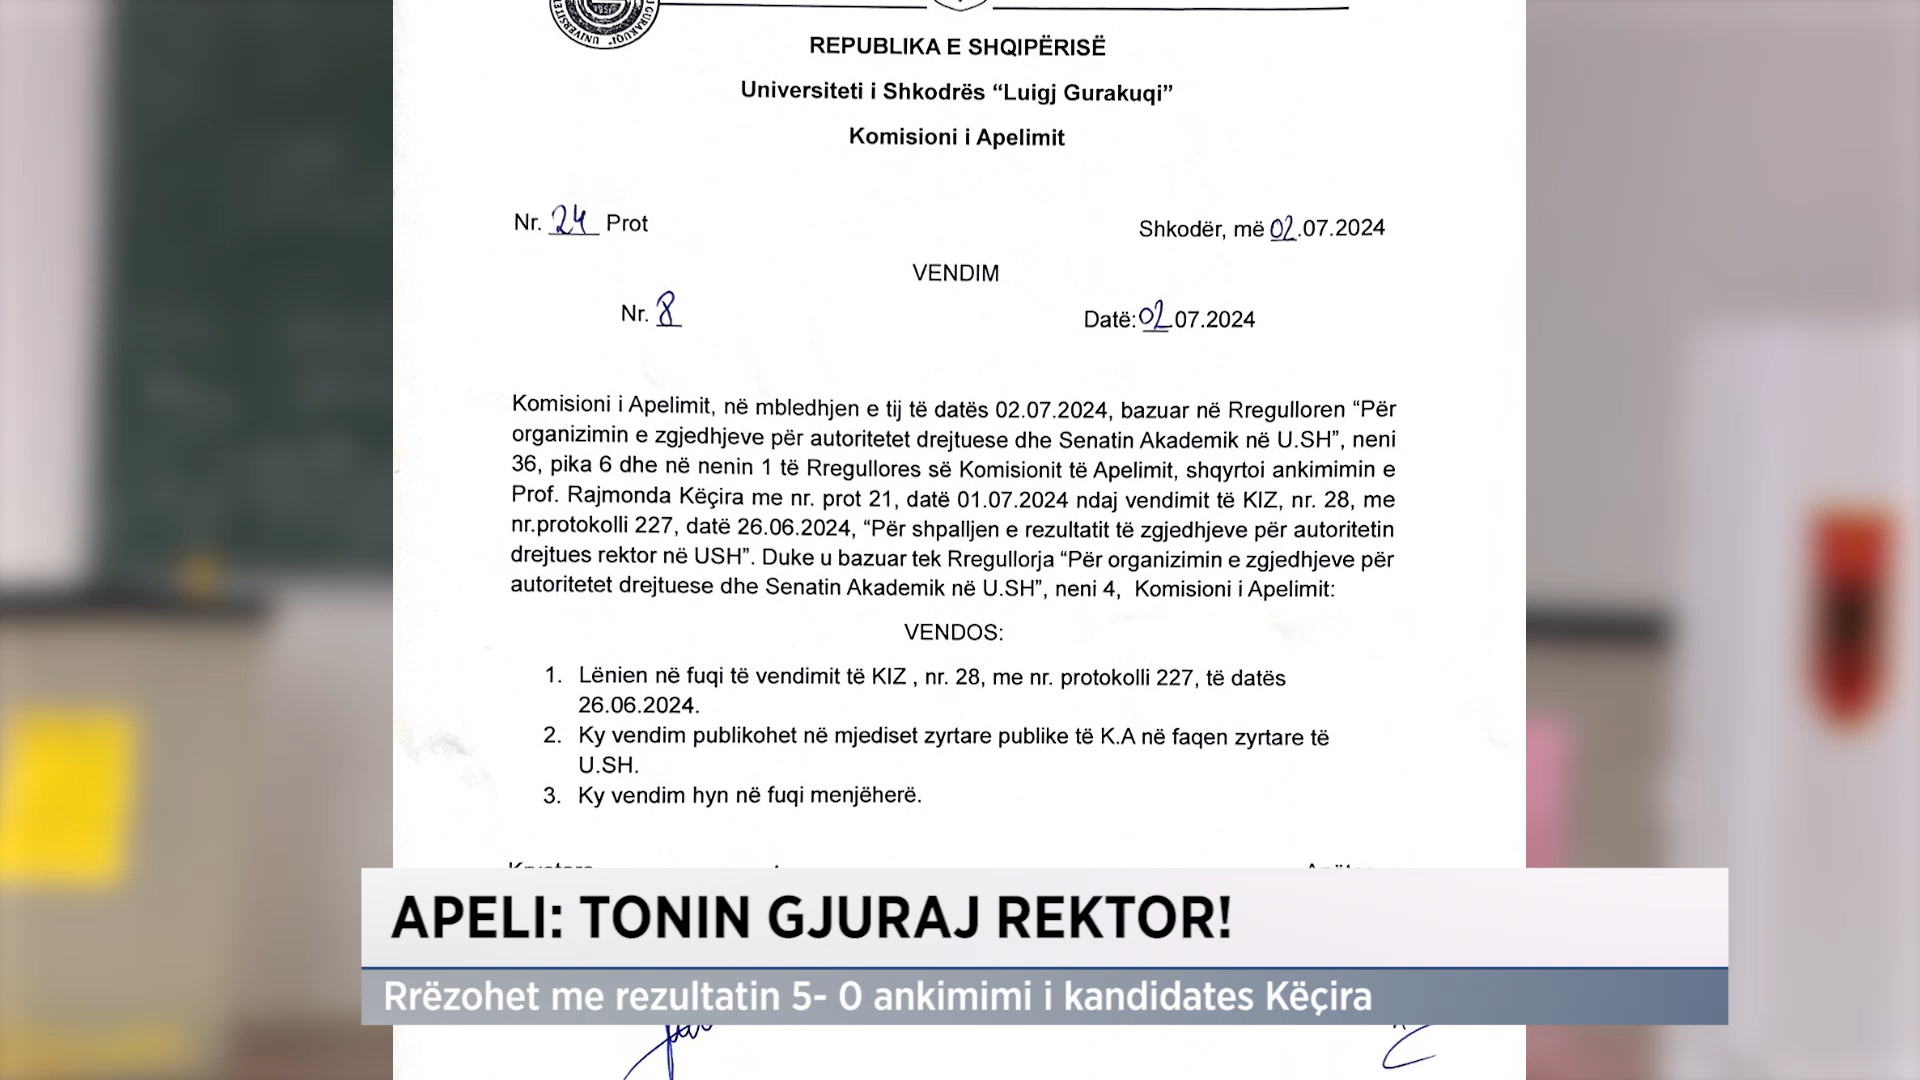 REPUBLIKA E SHQIPËRISË
Universiteti i Shkodrës “Luigj Gurakuqi”
Komisioni i Apelimit
Nr. 24 Prot
Shkodër, më 02.07.2024
VENDIM
Nr. 8
Datë:02.07.2024
Komisioni i Apelimit, në mbledhjen e tij të datës 02.07.2024, bazuar në Rregulloren “Për
organizimin e zgjedhjeve për autoritetet drejtuese dhe Senatin Akademik në U.SH”, neni
36, pika 6 dhe në nenin 1 të Rregullores së Komisionit të Apelimit, shqyrtoi ankimimin e
Prof. Rajmonda Këçira me nr. prot 21, datë 01.07.2024 ndaj vendimit të KIZ, nr. 28, me
nr.protokolli 227, datë 26.06.2024, “Për shpalljen e rezultatit të zgjedhjeve për autoritetin
drejtues rektor në USH”. Duke u bazuar tek Rregullorja “Për organizimin e zgjedhjeve për
autoritetet drejtuese dhe Senatin Akademik në U.SH”, neni 4, Komisioni i Apelimit:
VENDOS:
1. Lënien në fuqi të vendimit të KIZ , nr. 28, me nr. protokolli 227, të datës
26.06.2024.
2. Ky vendim publikohet në mjediset zyrtare publike të K.A në faqen zyrtare të
U.SH.
3. Ky vendim hyn në fuqi menjëherë.
APELI: TONIN GJURAJ REKTOR!
Rrëzohet me rezultatin 5- 0 ankimimi i kandidates Këçira